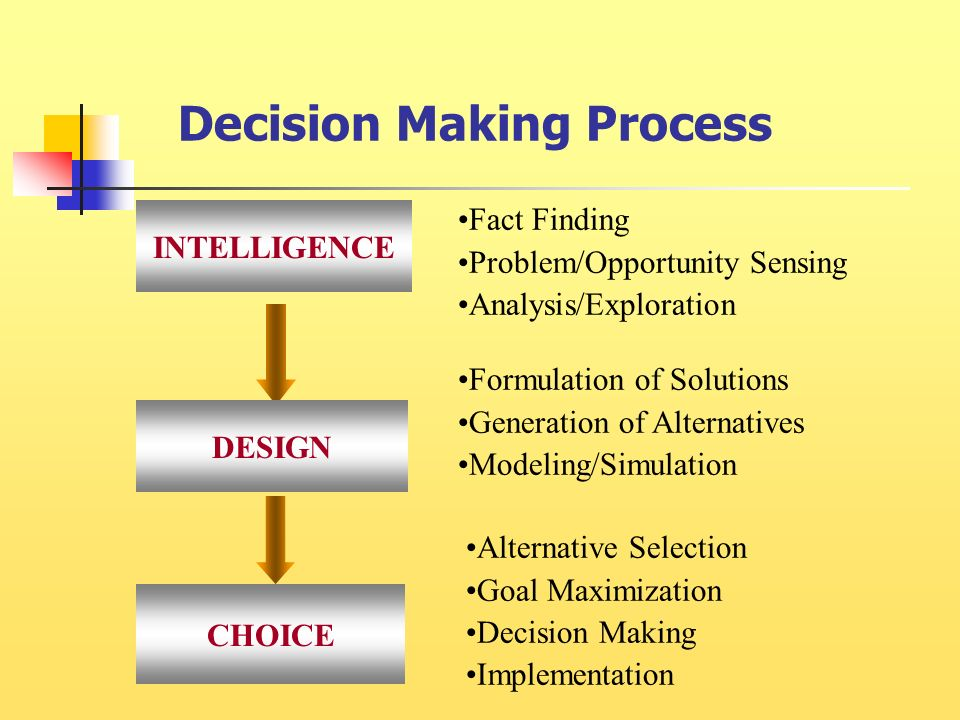 Decision Making Process
INTELLIGENCE
•Fact Finding
•Problem/Opportunity Sensing
•Analysis/Exploration
DESIGN
•Formulation of Solutions
•Generation of Alternatives
•Modeling/Simulation
CHOICE
•Alternative Selection
•Goal Maximization
•Decision Making
•Implementation